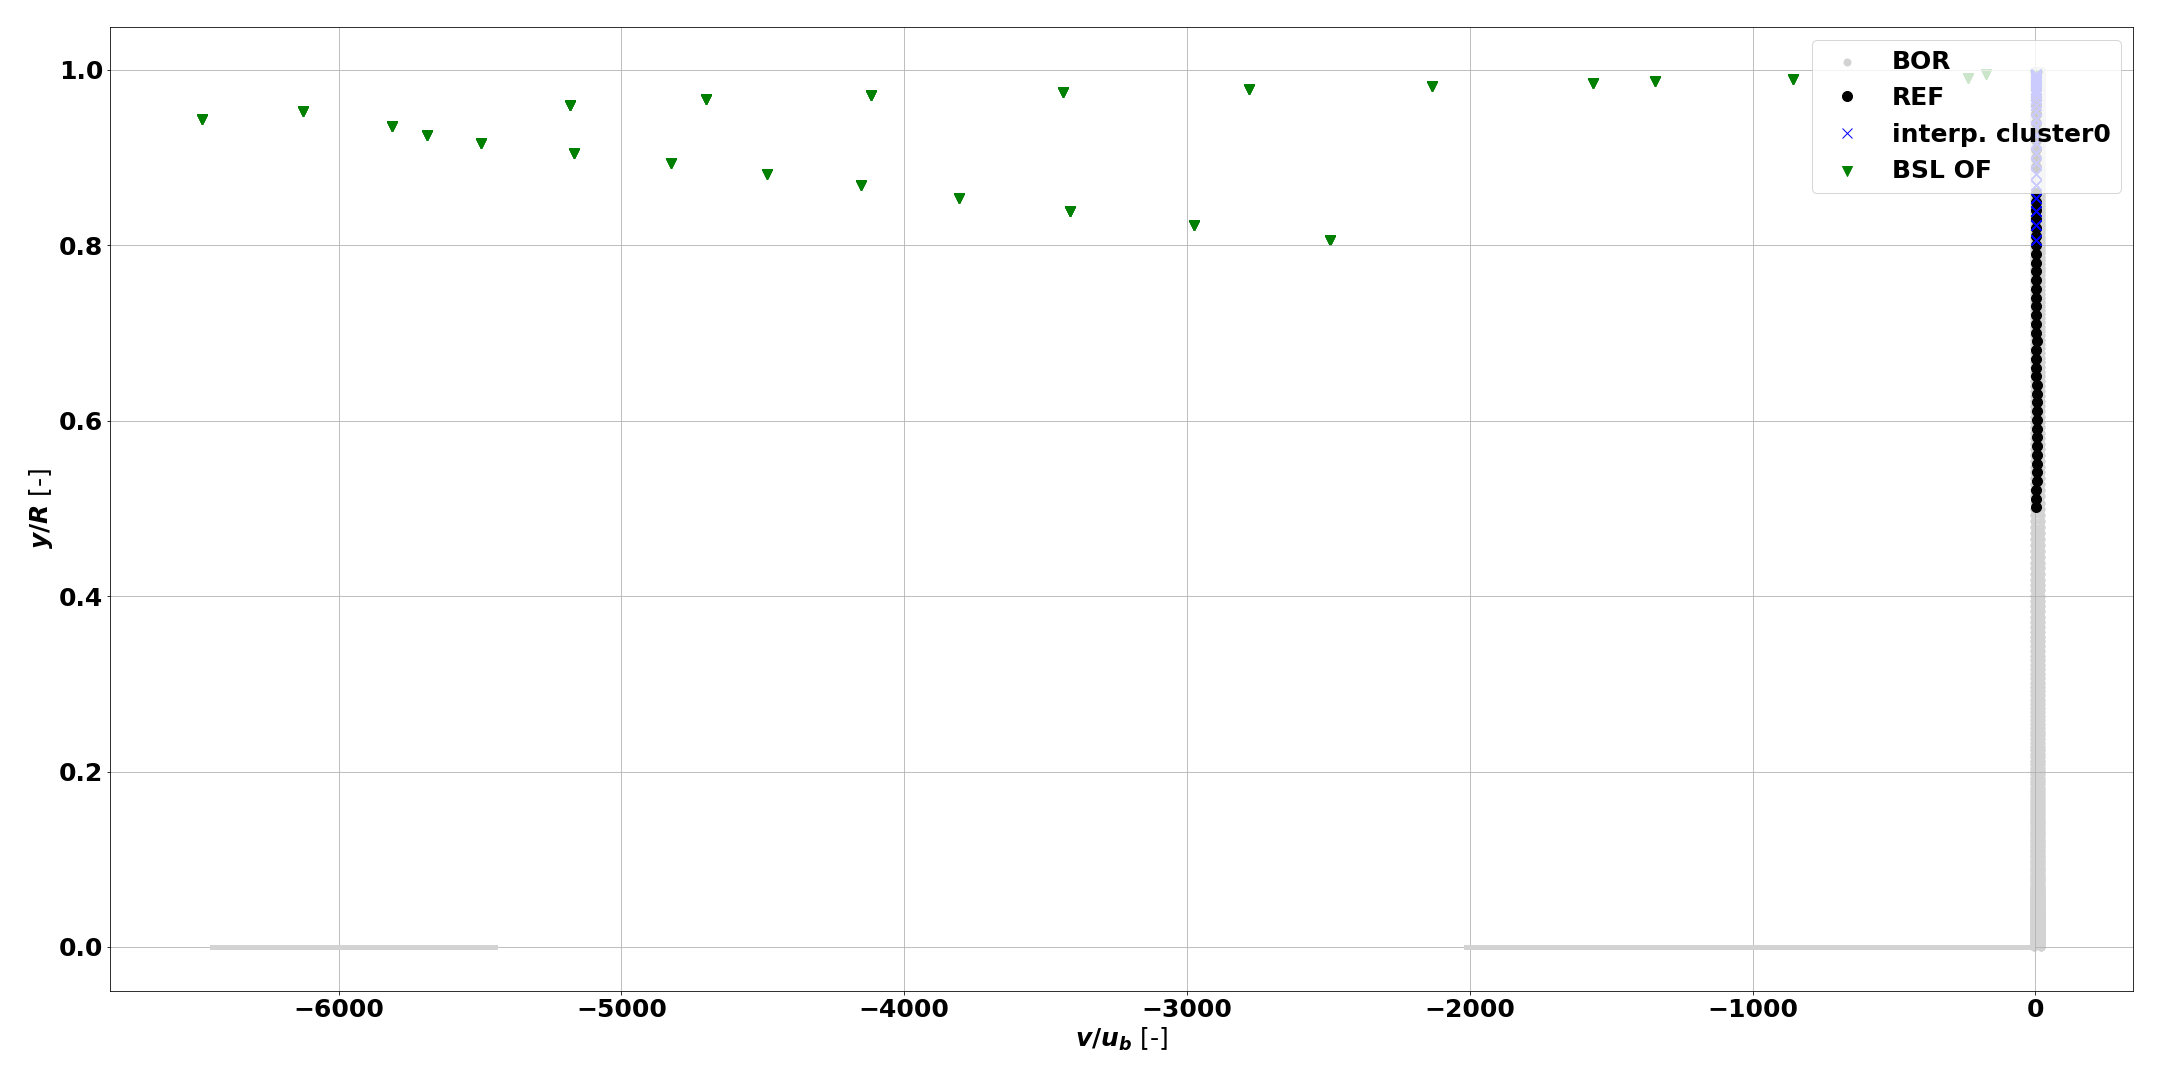 BOR
REF
interp. cluster0
BSL OF
1.0
0.8
0.6
0.4
0.2
0.0
y/R [-]
−6000 −5000 −4000 −3000 −2000 −1000 0
v/u_b [-]